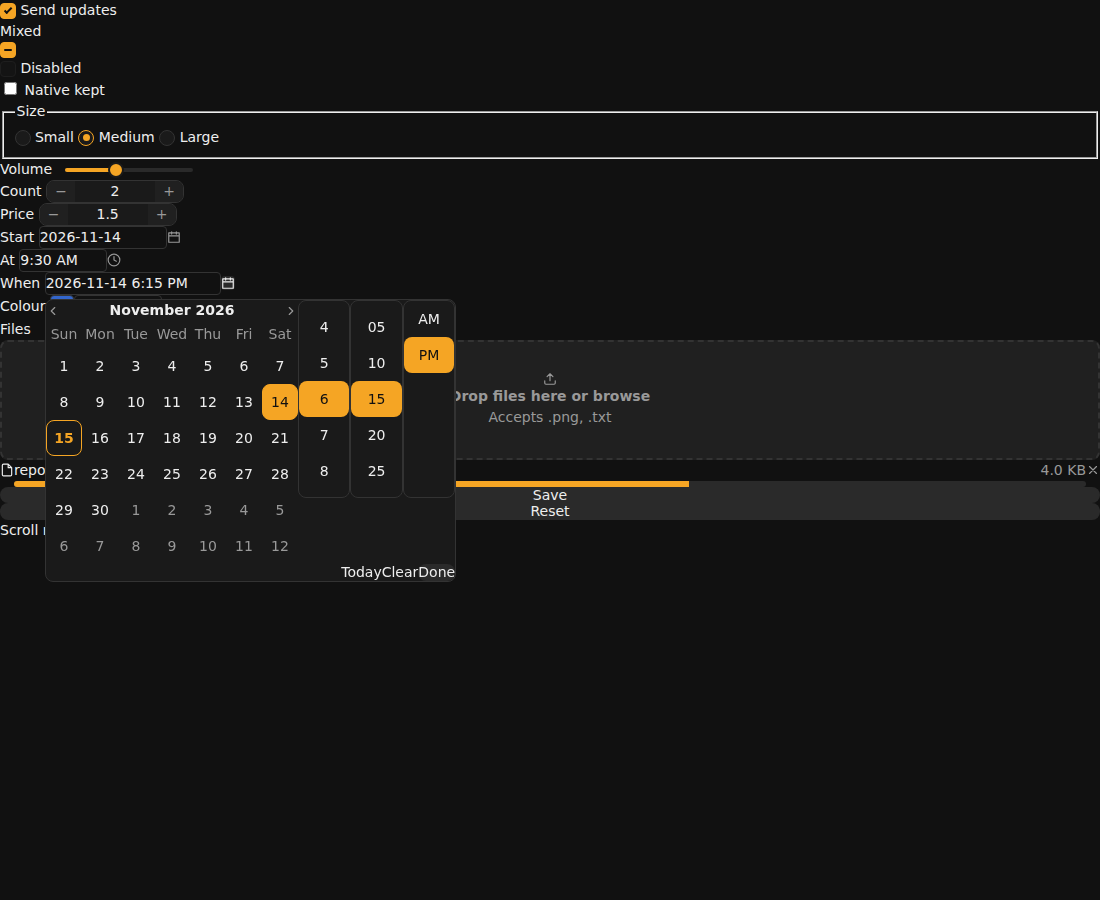 Send updates
Mixed
Disabled
Native kept
Size
Small Medium Large
Volume
Count − 2 +
Price − 1.5 +
Start 2026-11-14
At 9:30 AM
When 2026-11-14 6:15 PM
Colour
November 2026
Sun Mon Tue Wed Thu Fri Sat
1 2 3 4 5 6 7
8 9 10 11 12 13 14
15 16 17 18 19 20 21
22 23 24 25 26 27 28
29 30 1 2 3 4 5
6 7 8 9 10 11 12
4 05 AM
5 10 PM
6 15
7 20
8 25
Today Clear Done
Files
Drop files here or browse
Accepts .png, .txt
4.0 KB
Save
Reset
Scroll